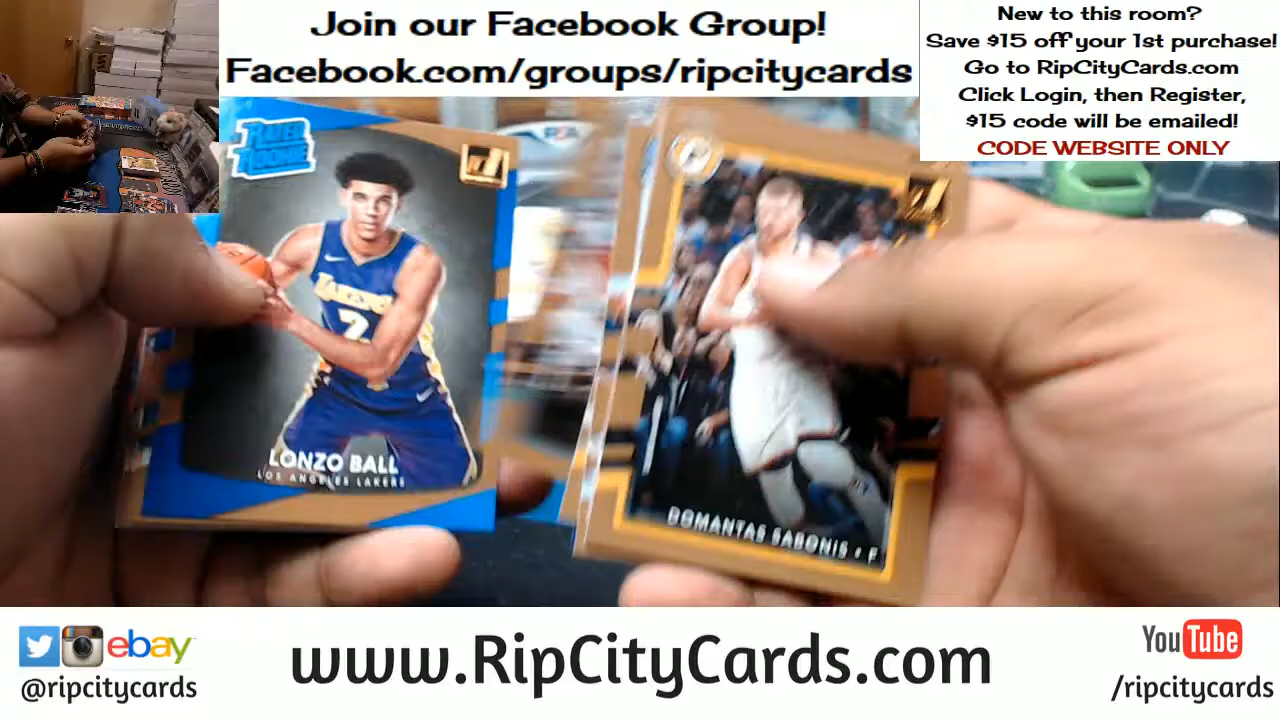 Join our Facebook Group!
Facebook.com/groups/ripcitycards
New to this room?
Save $15 off your 1st purchase!
Go to RipCityCards.com
Click Login, then Register,
$15 code will be emailed!
CODE WEBSITE ONLY
RATED
ROOKIE
LAKERS
2
LONZO BALL
LOS ANGELES LAKERS
DOMANTAS SABONIS • F
ebay
@ripcitycards
www.RipCityCards.com
YouTube
/ripcitycards